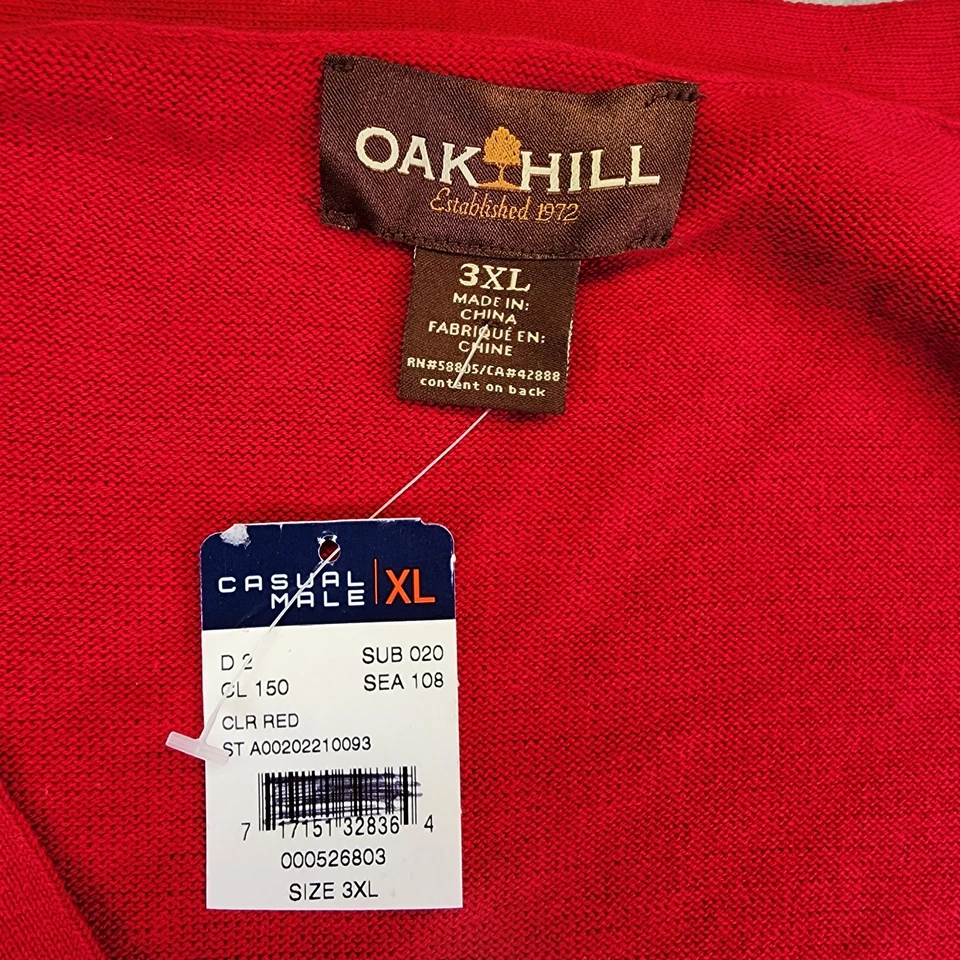 OAK HILL
Established 1972
3XL
MADE IN:
CHINA
FABRIQUÉ EN:
CHINE
RN#58805/CA#42888
content on back
CASUAL
MALE XL
D 2 SUB 020
CL 150 SEA 108
CLR RED
ST A00202210093
7 17151 32836 4
000526803
SIZE 3XL